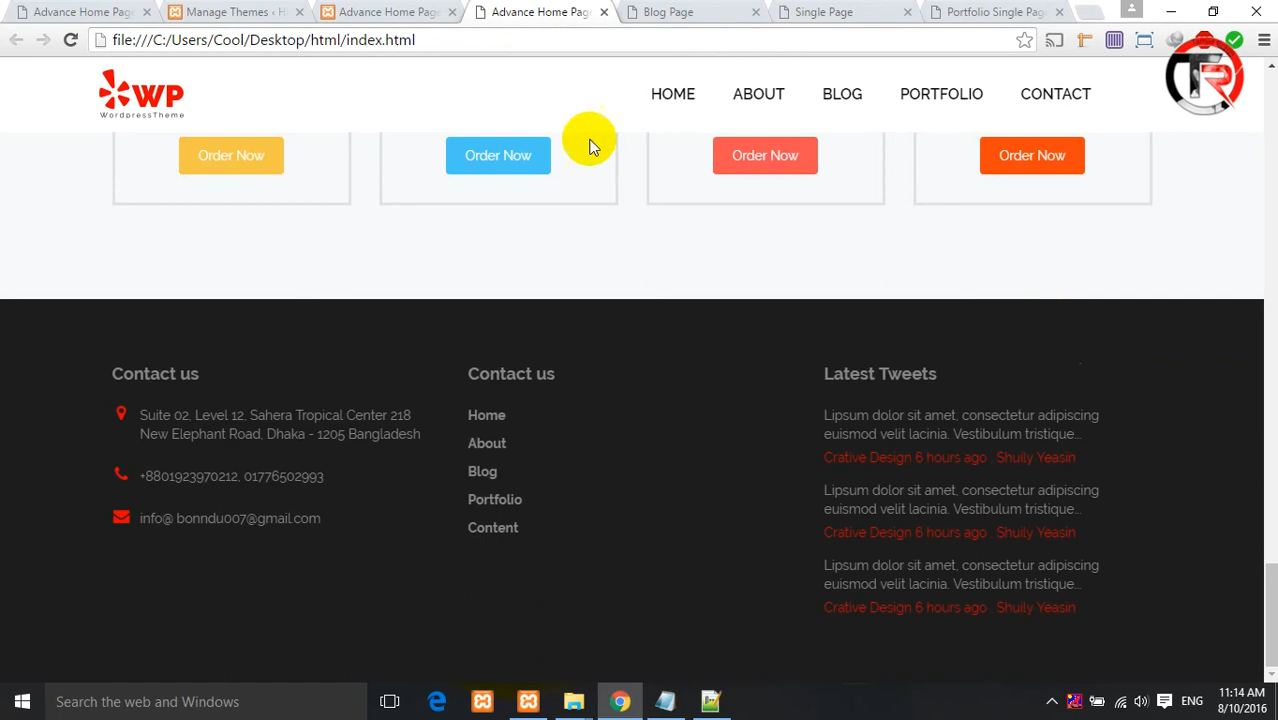 Advance Home Page
Manage Themes ‹ H
Advance Home Page
Advance Home Page
Blog Page
Single Page
Portfolio Single Page
file:///C:/Users/Cool/Desktop/html/index.html
WP
WordpressTheme
HOME
ABOUT
BLOG
PORTFOLIO
CONTACT
TR
Order Now
Order Now
Order Now
Order Now
Contact us
Suite 02, Level 12, Sahera Tropical Center 218
New Elephant Road, Dhaka - 1205 Bangladesh
+8801923970212, 01776502993
info@ bonndu007@gmail.com
Contact us
Home
About
Blog
Portfolio
Content
Latest Tweets
Lipsum dolor sit amet, consectetur adipiscing
euismod velit lacinia. Vestibulum tristique...
Crative Design 6 hours ago . Shuily Yeasin
Lipsum dolor sit amet, consectetur adipiscing
euismod velit lacinia. Vestibulum tristique...
Crative Design 6 hours ago . Shuily Yeasin
Lipsum dolor sit amet, consectetur adipiscing
euismod velit lacinia. Vestibulum tristique...
Crative Design 6 hours ago . Shuily Yeasin
Search the web and Windows
ENG
11:14 AM
8/10/2016